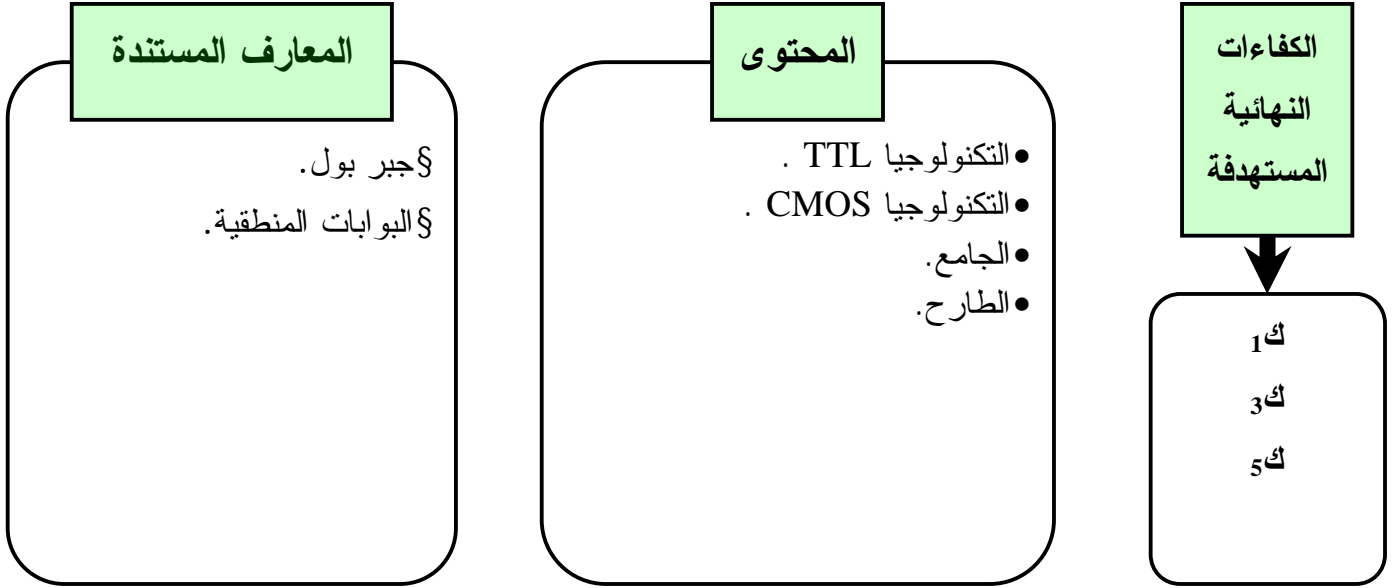 الكفاءات
النهائية
المستهدفة
ك1
ك3
ك5
المحتوى
•التكنولوجيا TTL .
•التكنولوجيا CMOS .
•الجامع.
•الطارح.
المعارف المستندة
§جبر بول.
§البوابات المنطقية.